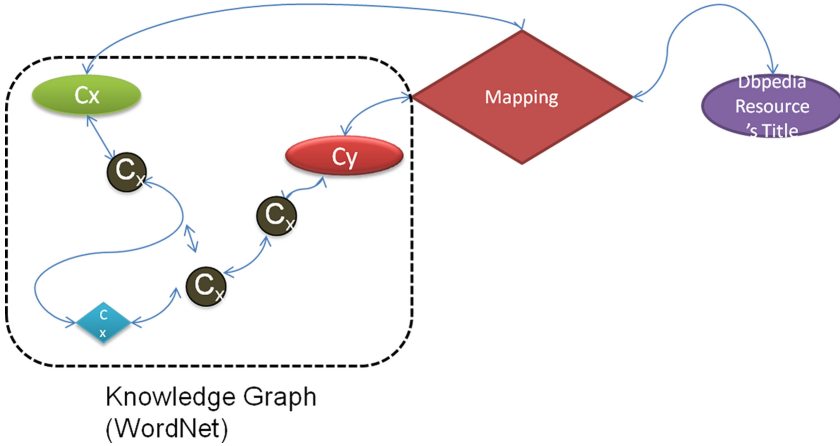 Cx
Mapping
Dbpedia
Resource
's Title
Cy
Cx
Cx
Cx
C
x
Knowledge Graph
(WordNet)